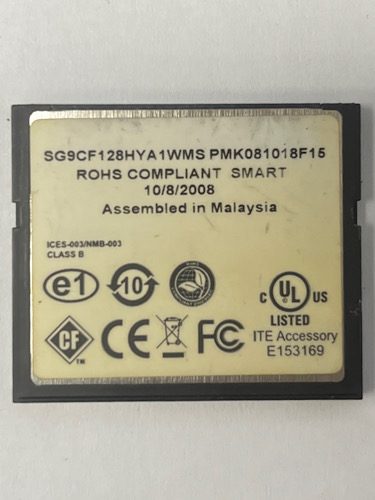 SG9CF128HYA1WMS PMK081018F15
ROHS COMPLIANT SMART
10/8/2008
Assembled in Malaysia
ICES-003/NMB-003
CLASS B
e1
10
C UL US
LISTED
ITE Accessory
E153169
CF TM
CE
FC